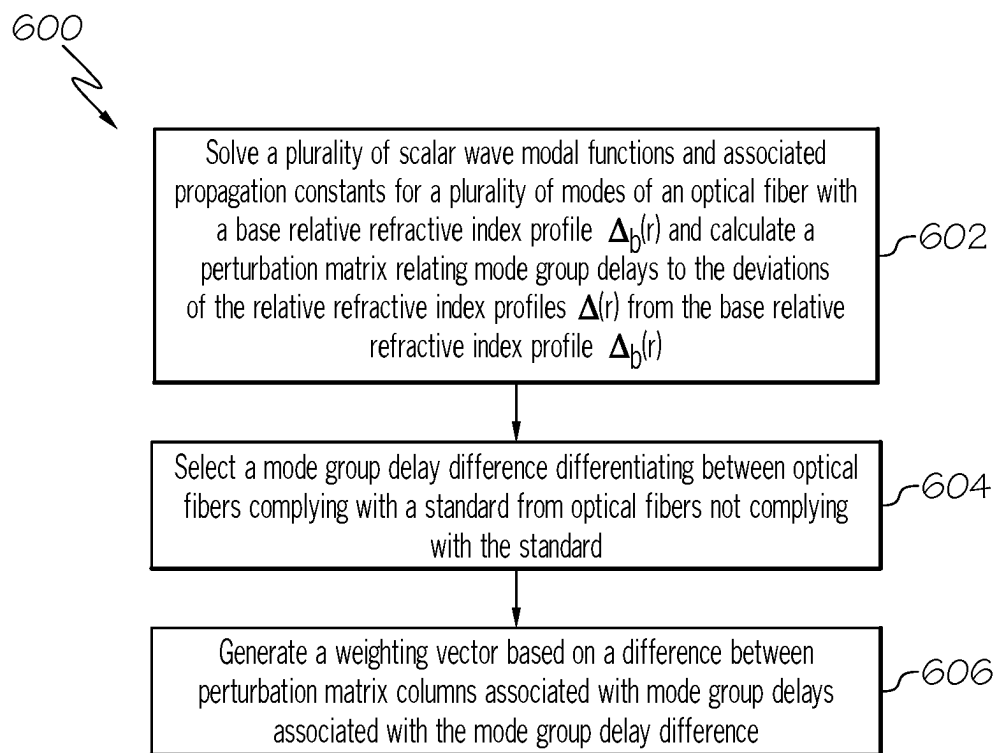 600
Solve a plurality of scalar wave modal functions and associated
propagation constants for a plurality of modes of an optical fiber with
a base relative refractive index profile Δb(r) and calculate a
perturbation matrix relating mode group delays to the deviations
of the relative refractive index profiles Δ(r) from the base relative
refractive index profile Δb(r)
602
Select a mode group delay difference differentiating between optical
fibers complying with a standard from optical fibers not complying
with the standard
604
Generate a weighting vector based on a difference between
perturbation matrix columns associated with mode group delays
associated with the mode group delay difference
606